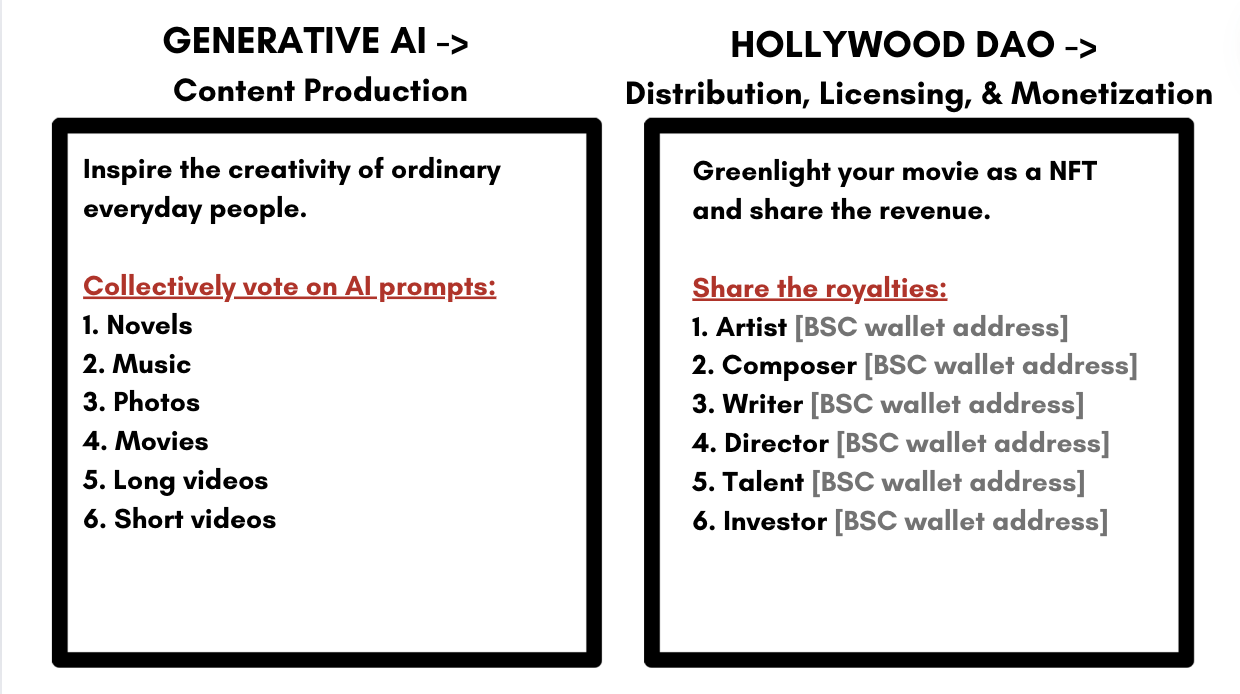 GENERATIVE AI ->
Content Production
Inspire the creativity of ordinary
everyday people.
Collectively vote on AI prompts:
1. Novels
2. Music
3. Photos
4. Movies
5. Long videos
6. Short videos
HOLLYWOOD DAO ->
Distribution, Licensing, & Monetization
Greenlight your movie as a NFT
and share the revenue.
Share the royalties:
1. Artist [BSC wallet address]
2. Composer [BSC wallet address]
3. Writer [BSC wallet address]
4. Director [BSC wallet address]
5. Talent [BSC wallet address]
6. Investor [BSC wallet address]